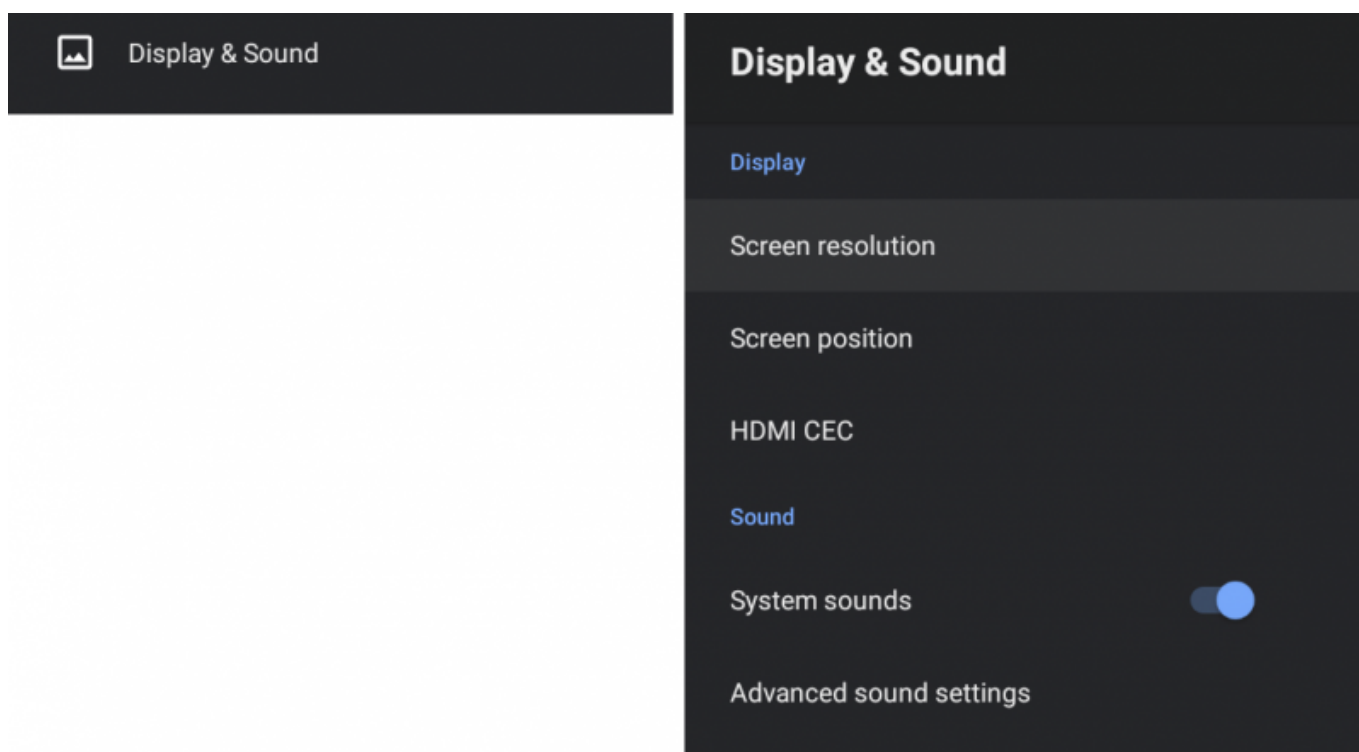 Display & Sound
Display & Sound
Display
Screen resolution
Screen position
HDMI CEC
Sound
System sounds
Advanced sound settings